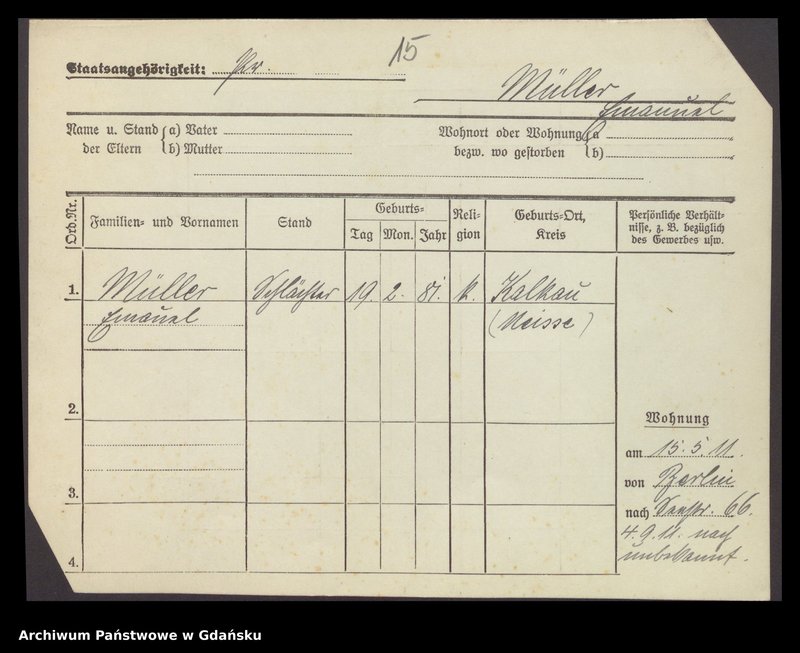 15
Staatsangehörigkeit: Pr.
Müller
Emanuel
Name u. Stand a) Vater
der Eltern b) Mutter
Wohnort oder Wohnung a
bezw. wo gestorben b)
Ord. Nr. Familien- und Vornamen Stand Geburts- Tag Mon. Jahr Reli-gion Geburts-Ort, Kreis Persönliche Verhält-nisse, z. B. bezüglich des Gewerbes usw.
1. Müller Schlächter 19. 2. 81. k. Kalkau
Emanuel (Neisse)
2.
3.
4.
Wohnung
am 15. 5. 11.
von Berlin
nach 66.
4. 9. 11. nach
unbekannt.
Archiwum Państwowe w Gdańsku